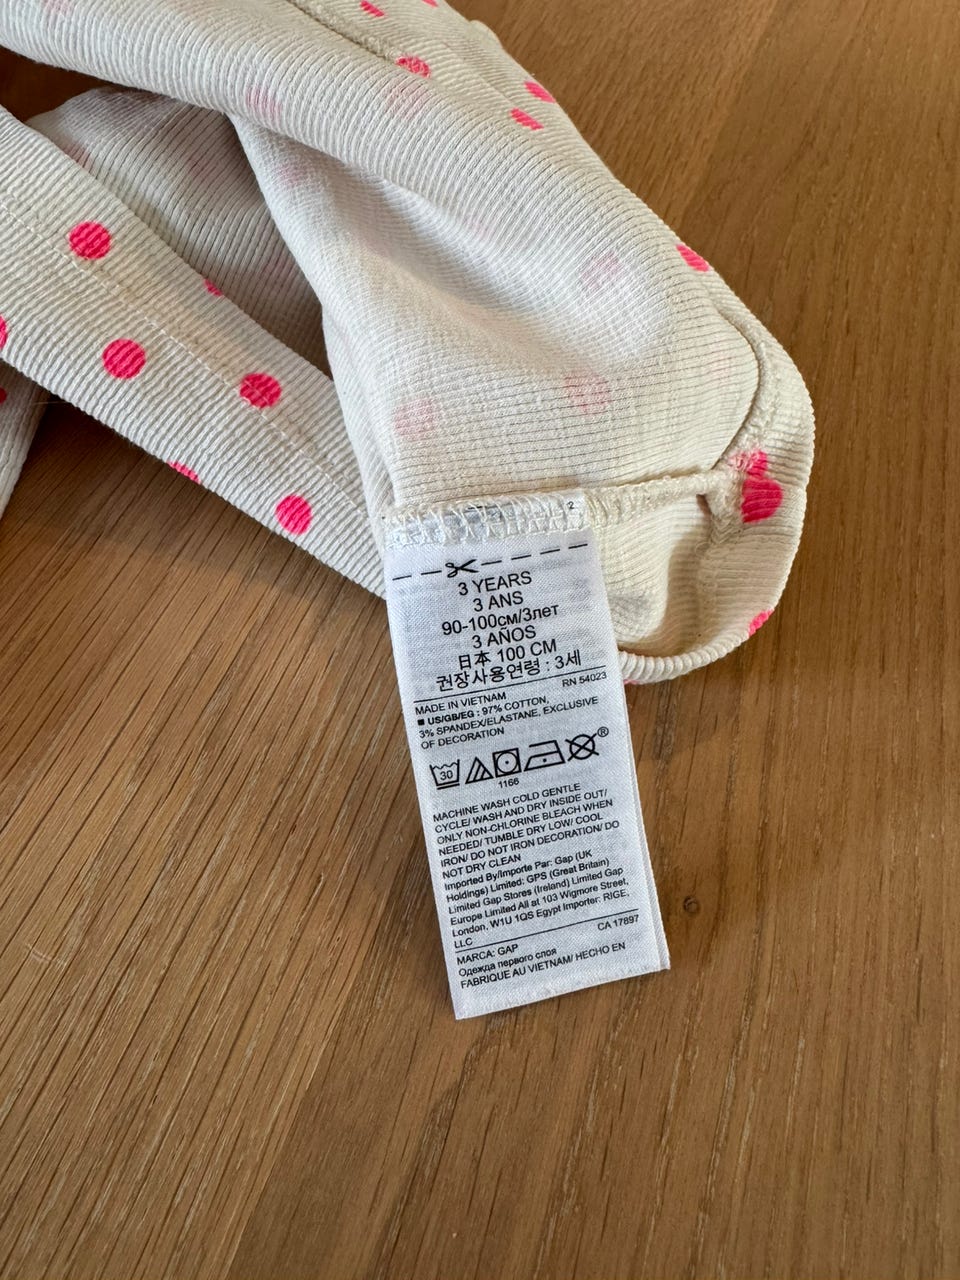 2
3 YEARS
3 ANS
90-100см/3лет
3 AÑOS
日本 100 CM
권장사용연령 : 3세
MADE IN VIETNAM RN 54023
■ US/GB/EG : 97% COTTON,
3% SPANDEX/ELASTANE, EXCLUSIVE
OF DECORATION
30 ®
1166
MACHINE WASH COLD GENTLE
CYCLE/ WASH AND DRY INSIDE OUT/
ONLY NON-CHLORINE BLEACH WHEN
NEEDED/ TUMBLE DRY LOW/ COOL
IRON/ DO NOT IRON DECORATION/ DO
NOT DRY CLEAN
Imported By/Importe Par: Gap (UK
Holdings) Limited: GPS (Great Britain)
Limited Gap Stores (Ireland) Limited Gap
Europe Limited All at 103 Wigmore Street,
London, W1U 1QS Egypt Importer: RIGE,
LLC CA 17897
MARCA: GAP
Одежда первого слоя
FABRIQUE AU VIETNAM/ HECHO EN